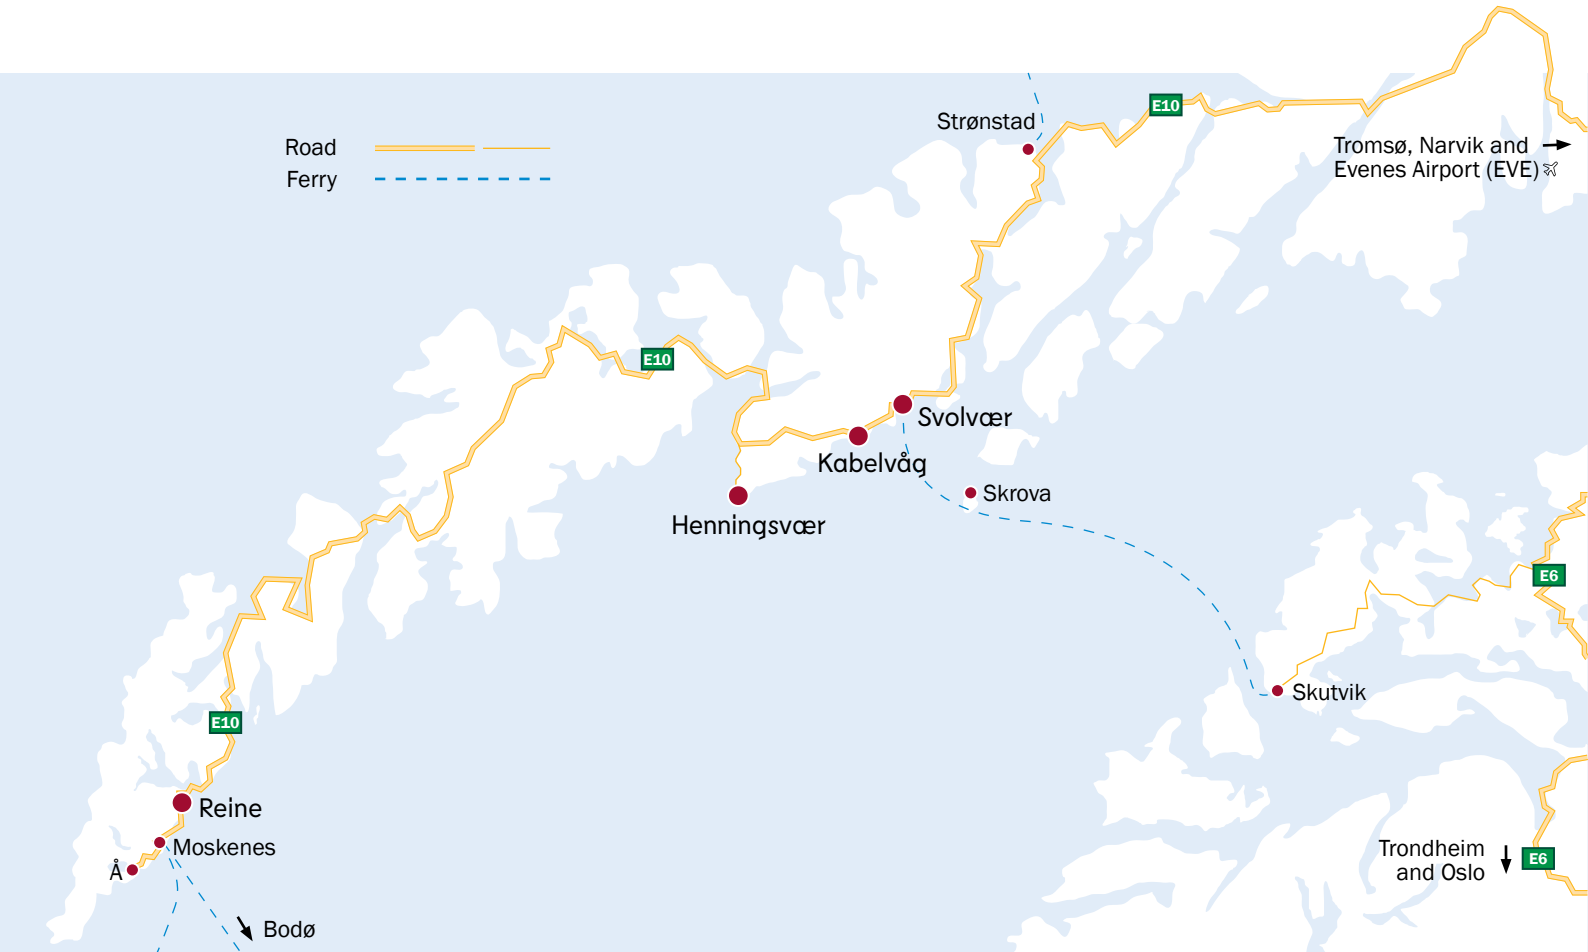 E10
Strønstad
Road
Tromsø, Narvik and
Evenes Airport (EVE)
Ferry
E10
Svolvær
Kabelvåg
Skrova
Henningsvær
E6
Skutvik
E10
Reine
Moskenes
Å
Trondheim
and Oslo
E6
Bodø